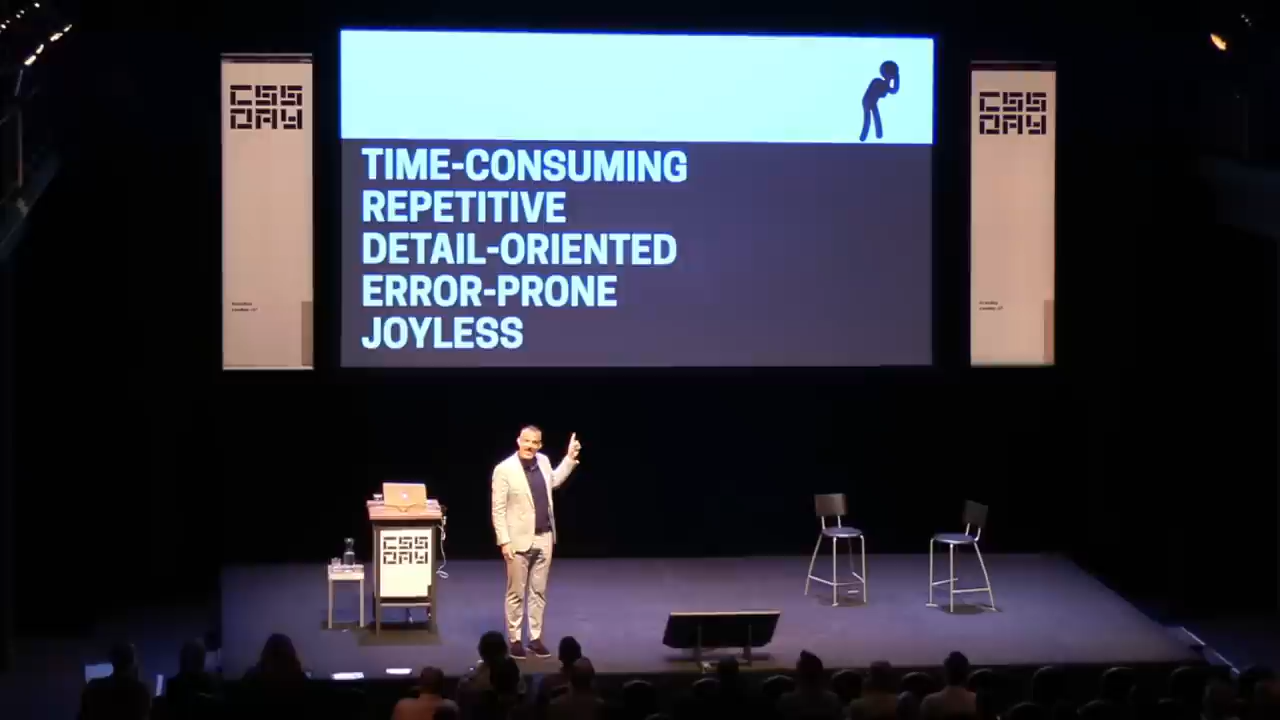 CSS
DAY
TIME-CONSUMING
REPETITIVE
DETAIL-ORIENTED
ERROR-PRONE
JOYLESS
CSS
DAY
CSS
DAY